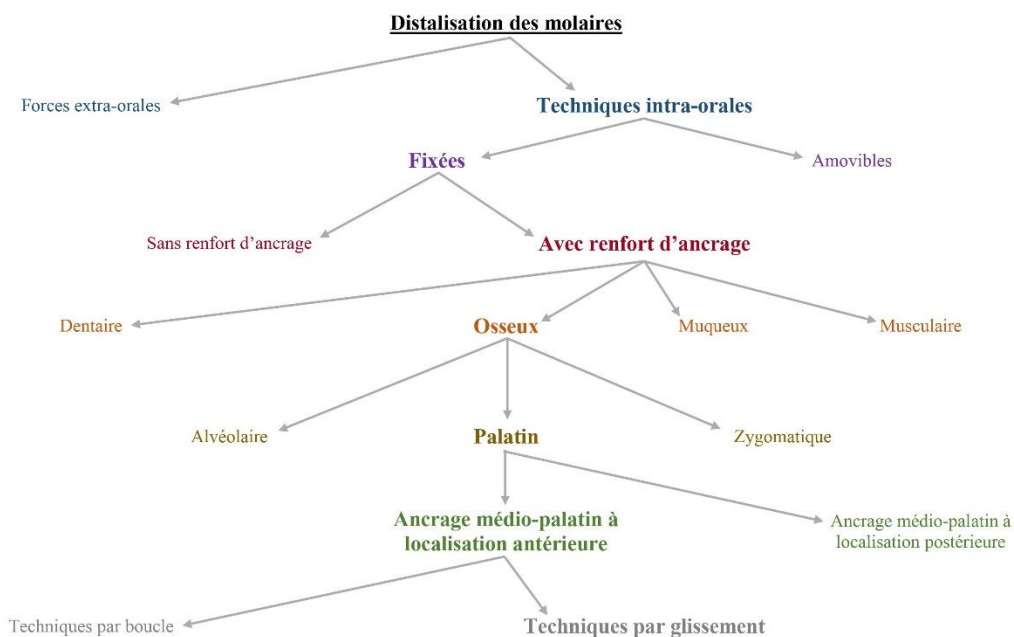 Distalisation des molaires
Forces extra-orales
Techniques intra-orales
Fixées
Amovibles
Sans renfort d’ancrage
Avec renfort d’ancrage
Dentaire
Osseux
Muqueux
Musculaire
Alvéolaire
Palatin
Zygomatique
Ancrage médio-palatin à
localisation antérieure
Ancrage médio-palatin à
localisation postérieure
Techniques par boucle
Techniques par glissement